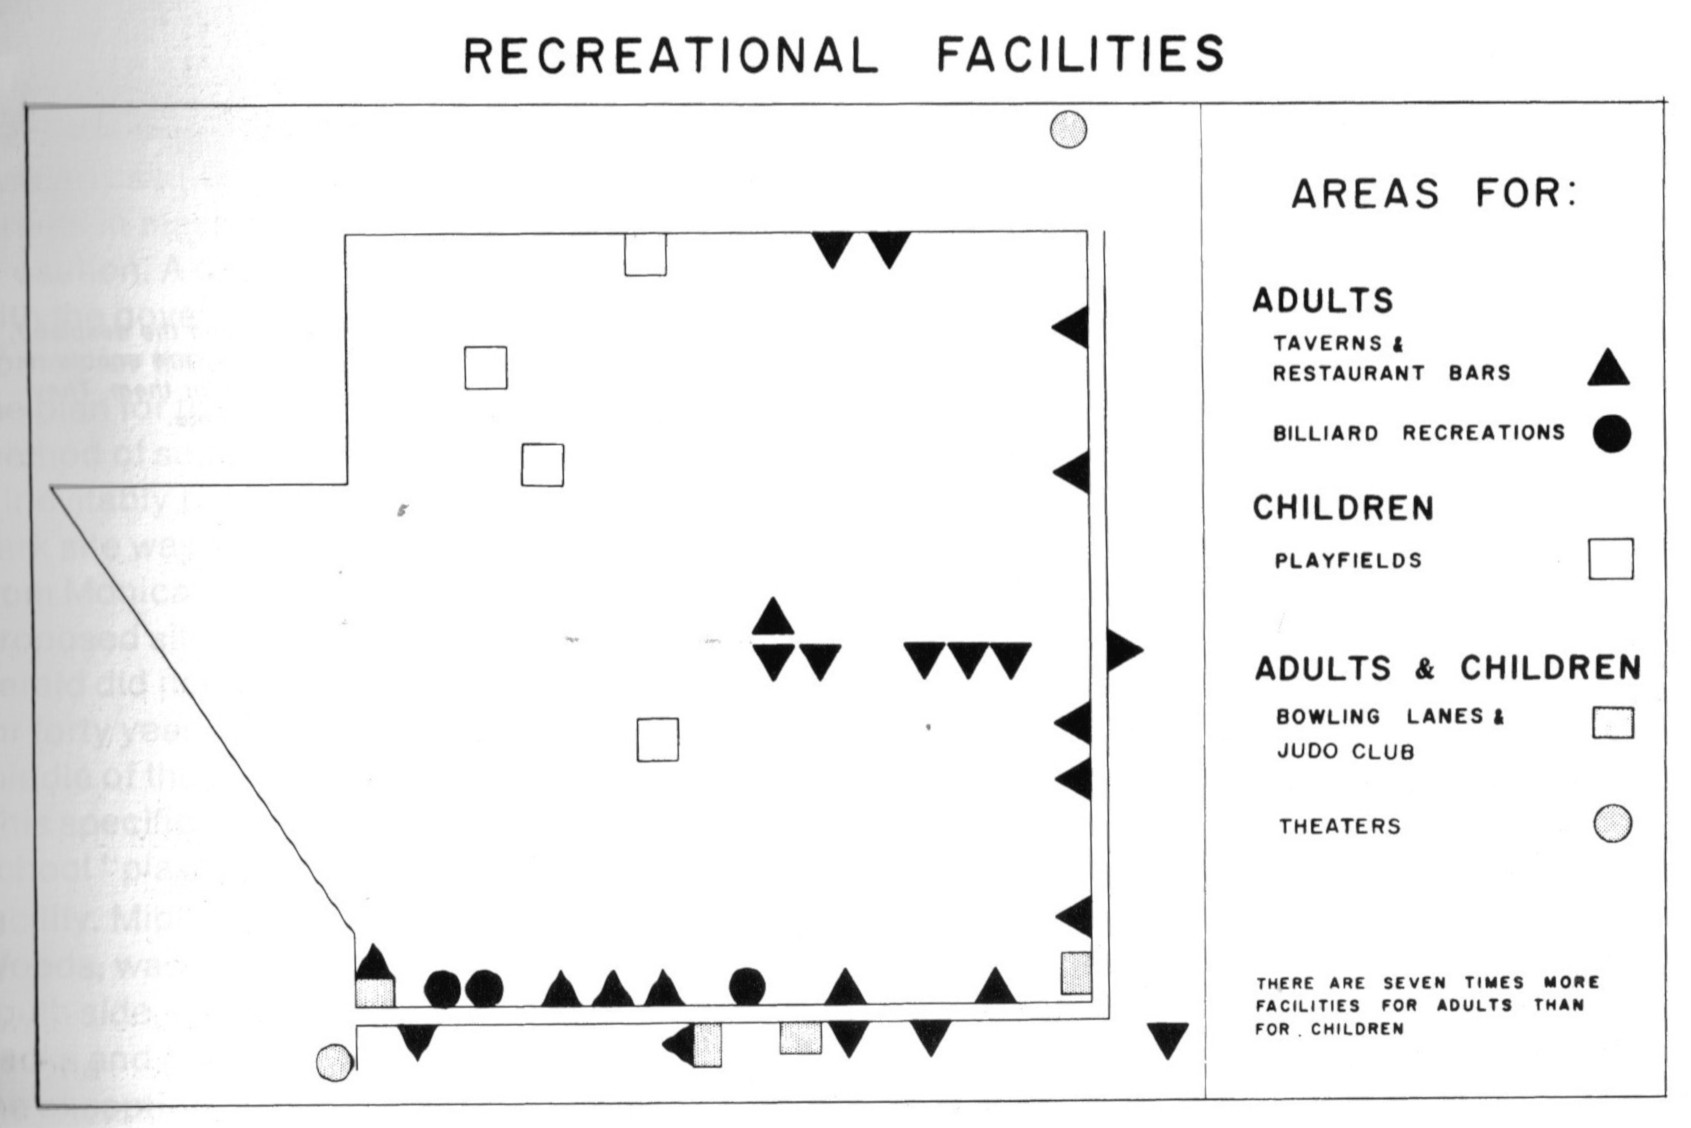 RECREATIONAL FACILITIES
AREAS FOR:
ADULTS
TAVERNS &
RESTAURANT BARS
BILLIARD RECREATIONS
CHILDREN
PLAYFIELDS
ADULTS & CHILDREN
BOWLING LANES &
JUDO CLUB
THEATERS
THERE ARE SEVEN TIMES MORE
FACILITIES FOR ADULTS THAN
FOR . CHILDREN